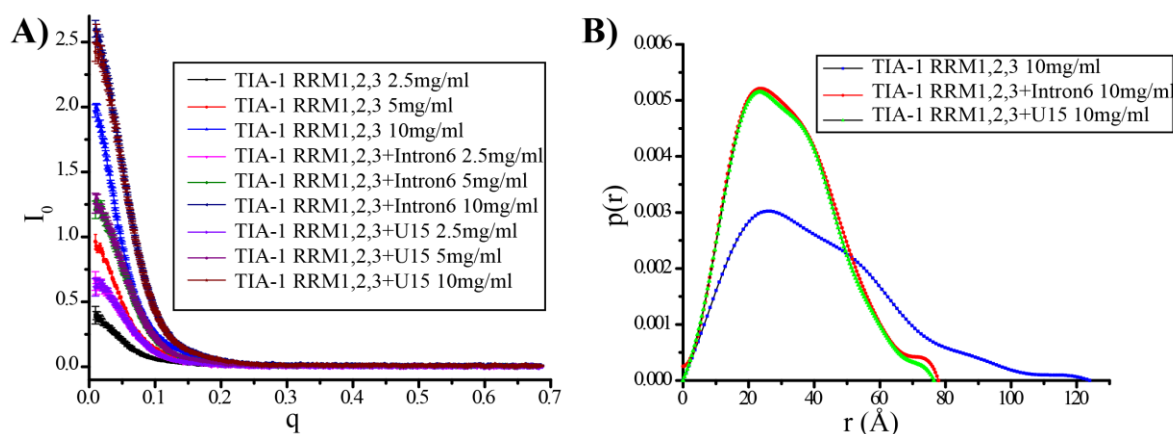 A)
I0
2.5
2.0
1.5
1.0
0.5
0.0
0.0 0.1 0.2 0.3 0.4 0.5 0.6 0.7
q
TIA-1 RRM1,2,3 2.5mg/ml
TIA-1 RRM1,2,3 5mg/ml
TIA-1 RRM1,2,3 10mg/ml
TIA-1 RRM1,2,3+Intron6 2.5mg/ml
TIA-1 RRM1,2,3+Intron6 5mg/ml
TIA-1 RRM1,2,3+Intron6 10mg/ml
TIA-1 RRM1,2,3+U15 2.5mg/ml
TIA-1 RRM1,2,3+U15 5mg/ml
TIA-1 RRM1,2,3+U15 10mg/ml
B)
p(r)
0.006
0.005
0.004
0.003
0.002
0.001
0.000
0 20 40 60 80 100 120
r (Å)
TIA-1 RRM1,2,3 10mg/ml
TIA-1 RRM1,2,3+Intron6 10mg/ml
TIA-1 RRM1,2,3+U15 10mg/ml